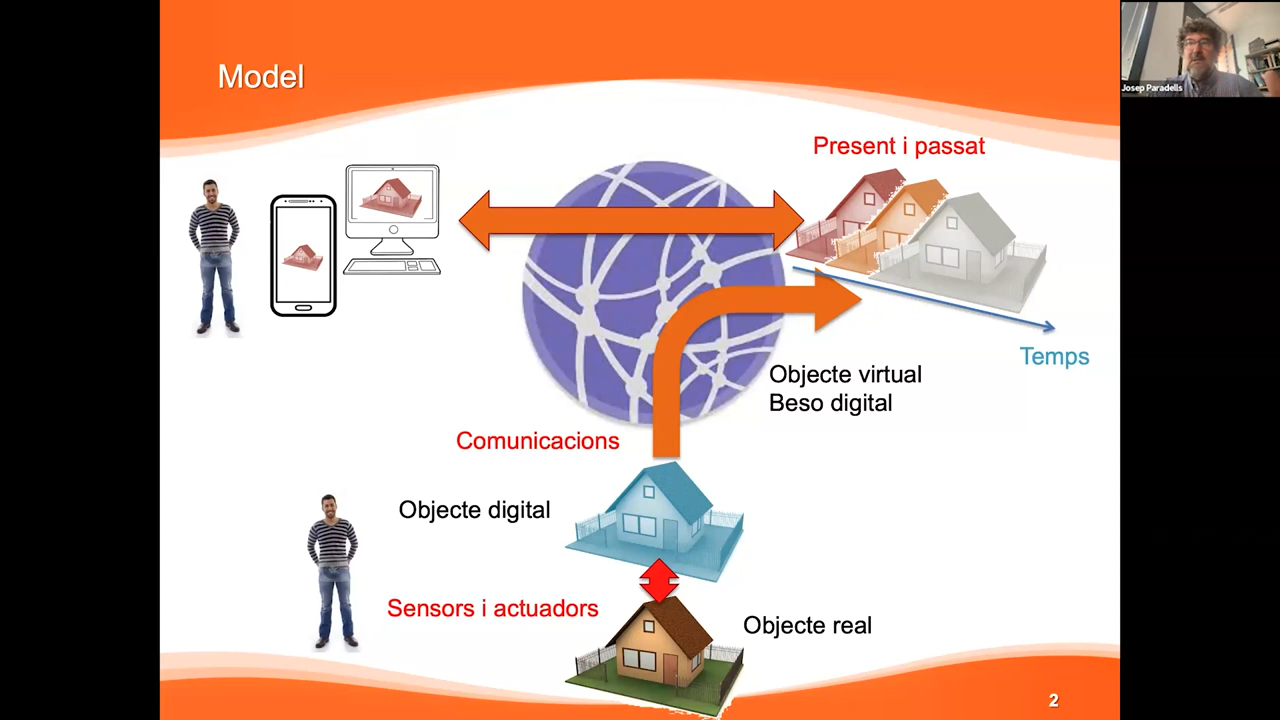 Model
Josep Paradells
Present i passat
Temps
Objecte virtual
Beso digital
Comunicacions
Objecte digital
Sensors i actuadors
Objecte real
2